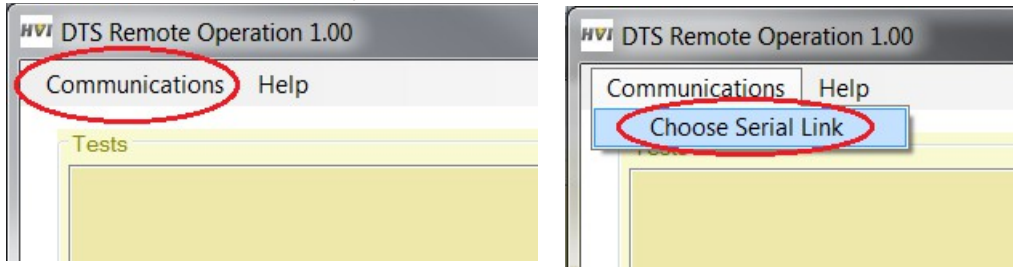 HVI DTS Remote Operation 1.00
Communications Help
Tests
HVI DTS Remote Operation 1.00
Communications Help
Choose Serial Link
Tests